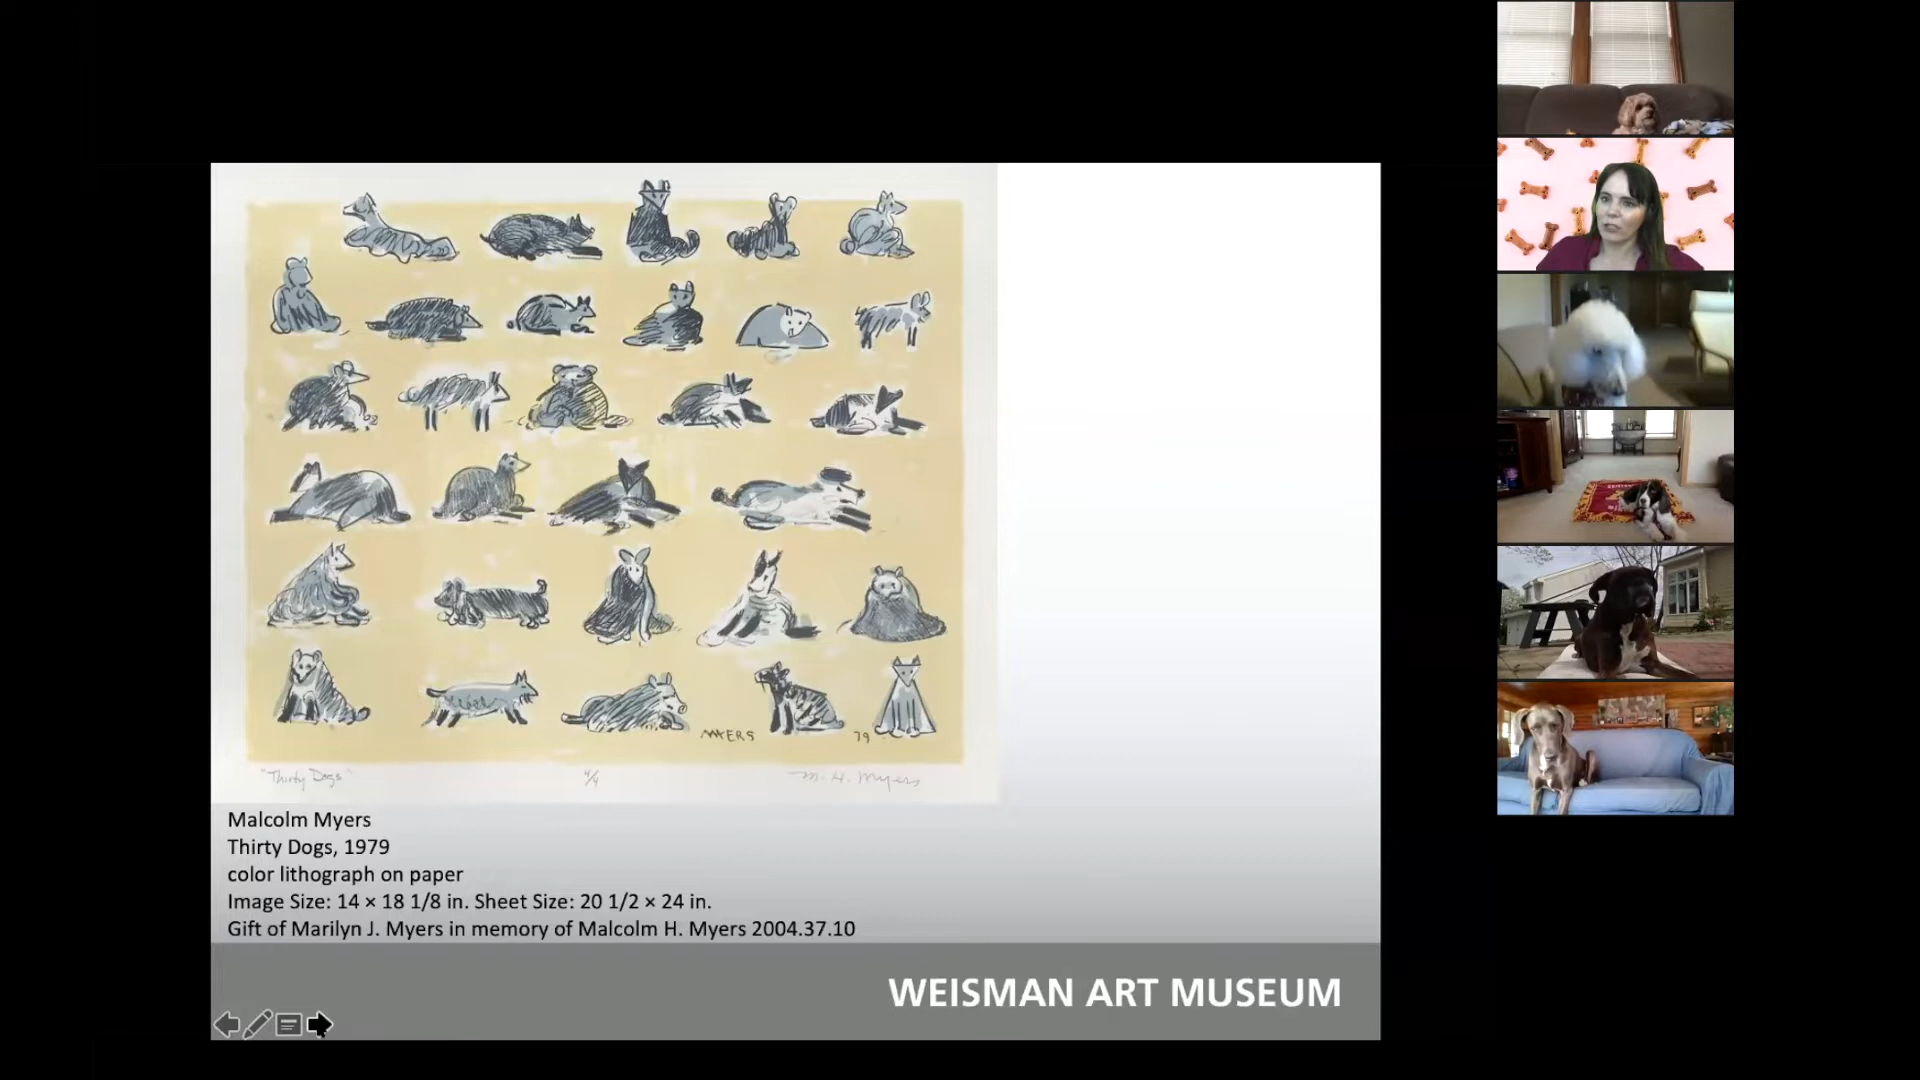 MYERS 79
"Thirty Dogs" 4/4 M. H. Myers
Malcolm Myers
Thirty Dogs, 1979
color lithograph on paper
Image Size: 14 × 18 1/8 in. Sheet Size: 20 1/2 × 24 in.
Gift of Marilyn J. Myers in memory of Malcolm H. Myers 2004.37.10
WEISMAN ART MUSEUM